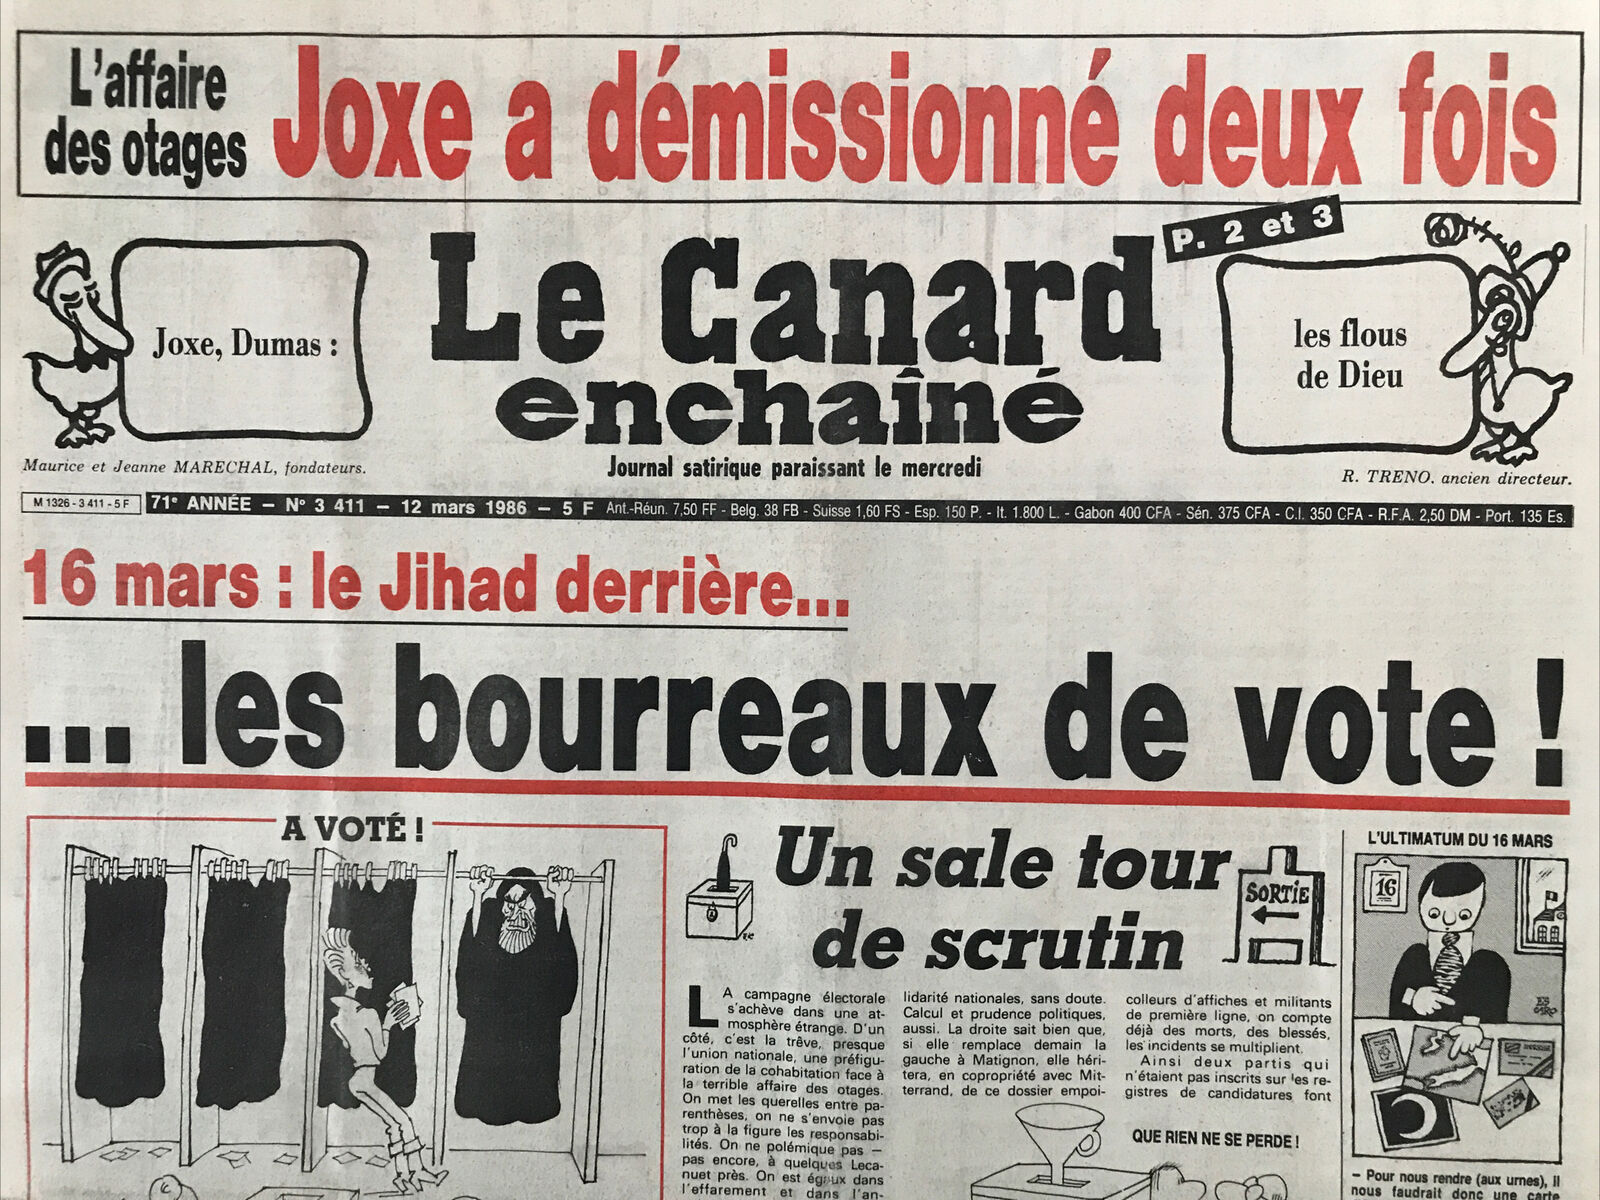 L'affaire
des otages
Joxe a démissionné deux fois
P. 2 et 3
Joxe, Dumas :
Le Canard
enchaîné
les flous
de Dieu
Maurice et Jeanne MARECHAL, fondateurs.
Journal satirique paraissant le mercredi
R. TRENO. ancien directeur.
M 1326 - 3 411 - 5 F
71e ANNÉE – No 3 411 – 12 mars 1986 – 5 F Ant.-Réun. 7,50 FF - Belg. 38 FB - Suisse 1,60 FS - Esp. 150 P. - It. 1.800 L. - Gabon 400 CFA - Sén. 375 CFA - C.I. 350 CFA - R.F.A. 2,50 DM - Port. 135 Es.
16 mars : le Jihad derrière...
... les bourreaux de vote !
A VOTÉ !
Un sale tour
de scrutin
SORTIE
LA campagne électorale
s'achève dans une at-
mosphère étrange. D'un
côté, c'est la trêve, presque
l'union nationale, une préfigu-
ration de la cohabitation face à
la terrible affaire des otages.
On met les querelles entre pa-
renthèses, on ne s'envoie pas
trop à la figure les responsabi-
lités. On ne polémique pas —
pas encore, à quelques Leca-
nuet près. On est égaux dans
l'effarement et dans l'an-
lidarité nationales, sans doute.
Calcul et prudence politiques,
aussi. La droite sait bien que,
si elle remplace demain la
gauche à Matignon, elle héri-
tera, en copropriété avec Mit-
terrand, de ce dossier empoi-
colleurs d'affiches et militants
de première ligne, on compte
déjà des morts, des blessés,
les incidents se multiplient.
Ainsi deux partis qui
n'étaient pas inscrits sur les re-
gistres de candidatures font
QUE RIEN NE SE PERDE !
L'ULTIMATUM DU 16 MARS
16
ESCARO
— Pour nous rendre (aux urnes), il
nous faudrait donc une carte